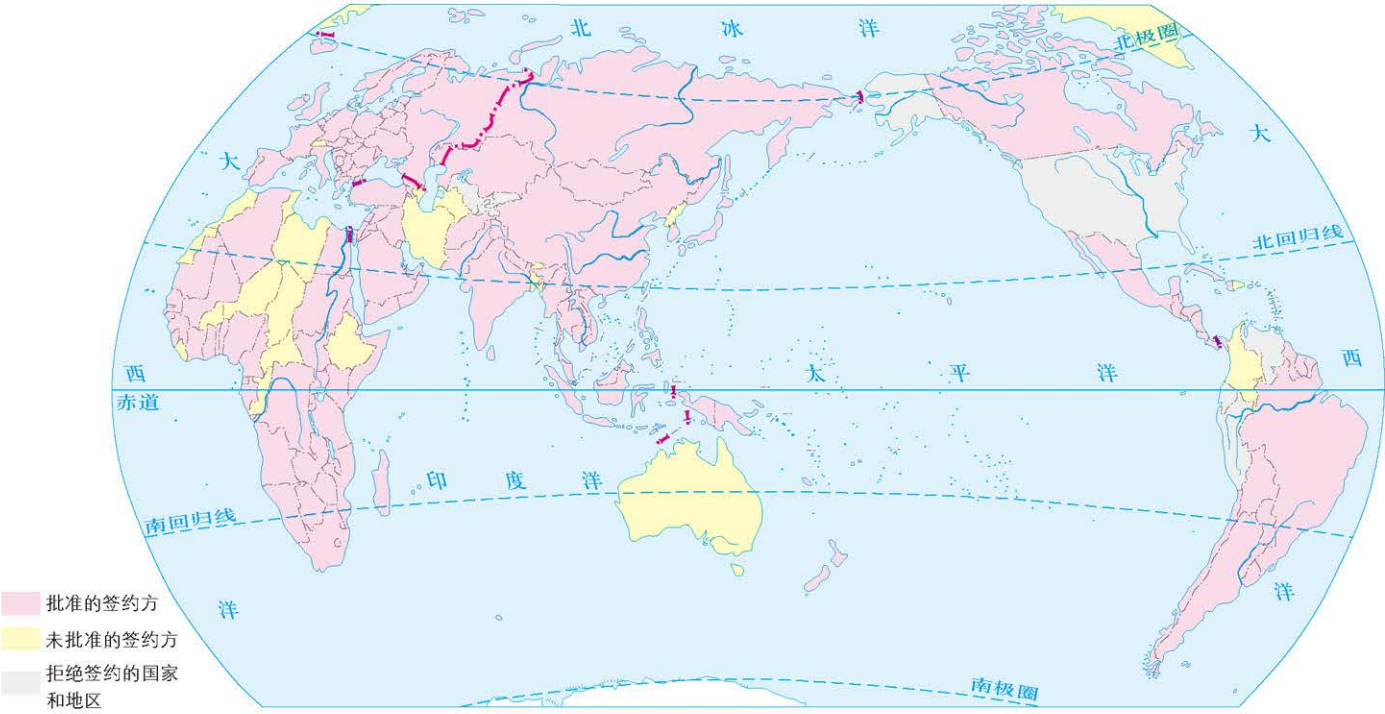 北 冰 洋
北极圈
大
大
北回归线
西
太 平 洋
西
赤道
印 度 洋
南回归线
洋
洋
南极圈
批准的签约方
未批准的签约方
拒绝签约的国家
和地区